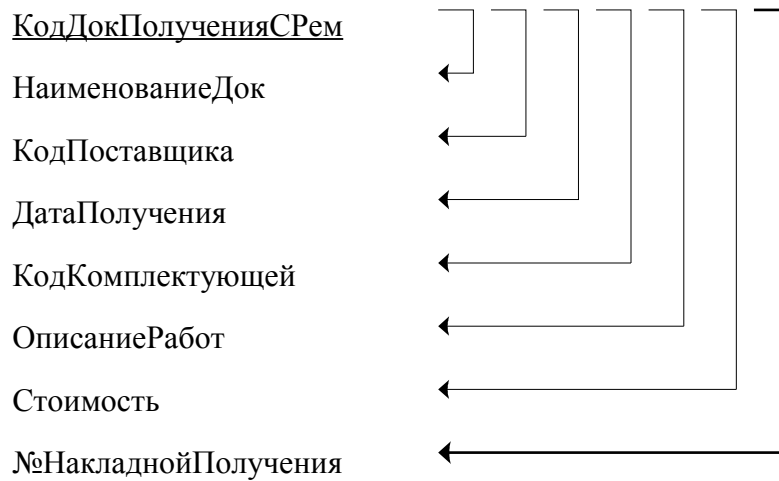 КодДокПолученияСРем
НаименованиеДок
КодПоставщика
ДатаПолучения
КодКомплектующей
ОписаниеРабот
Стоимость
№НакладнойПолучения